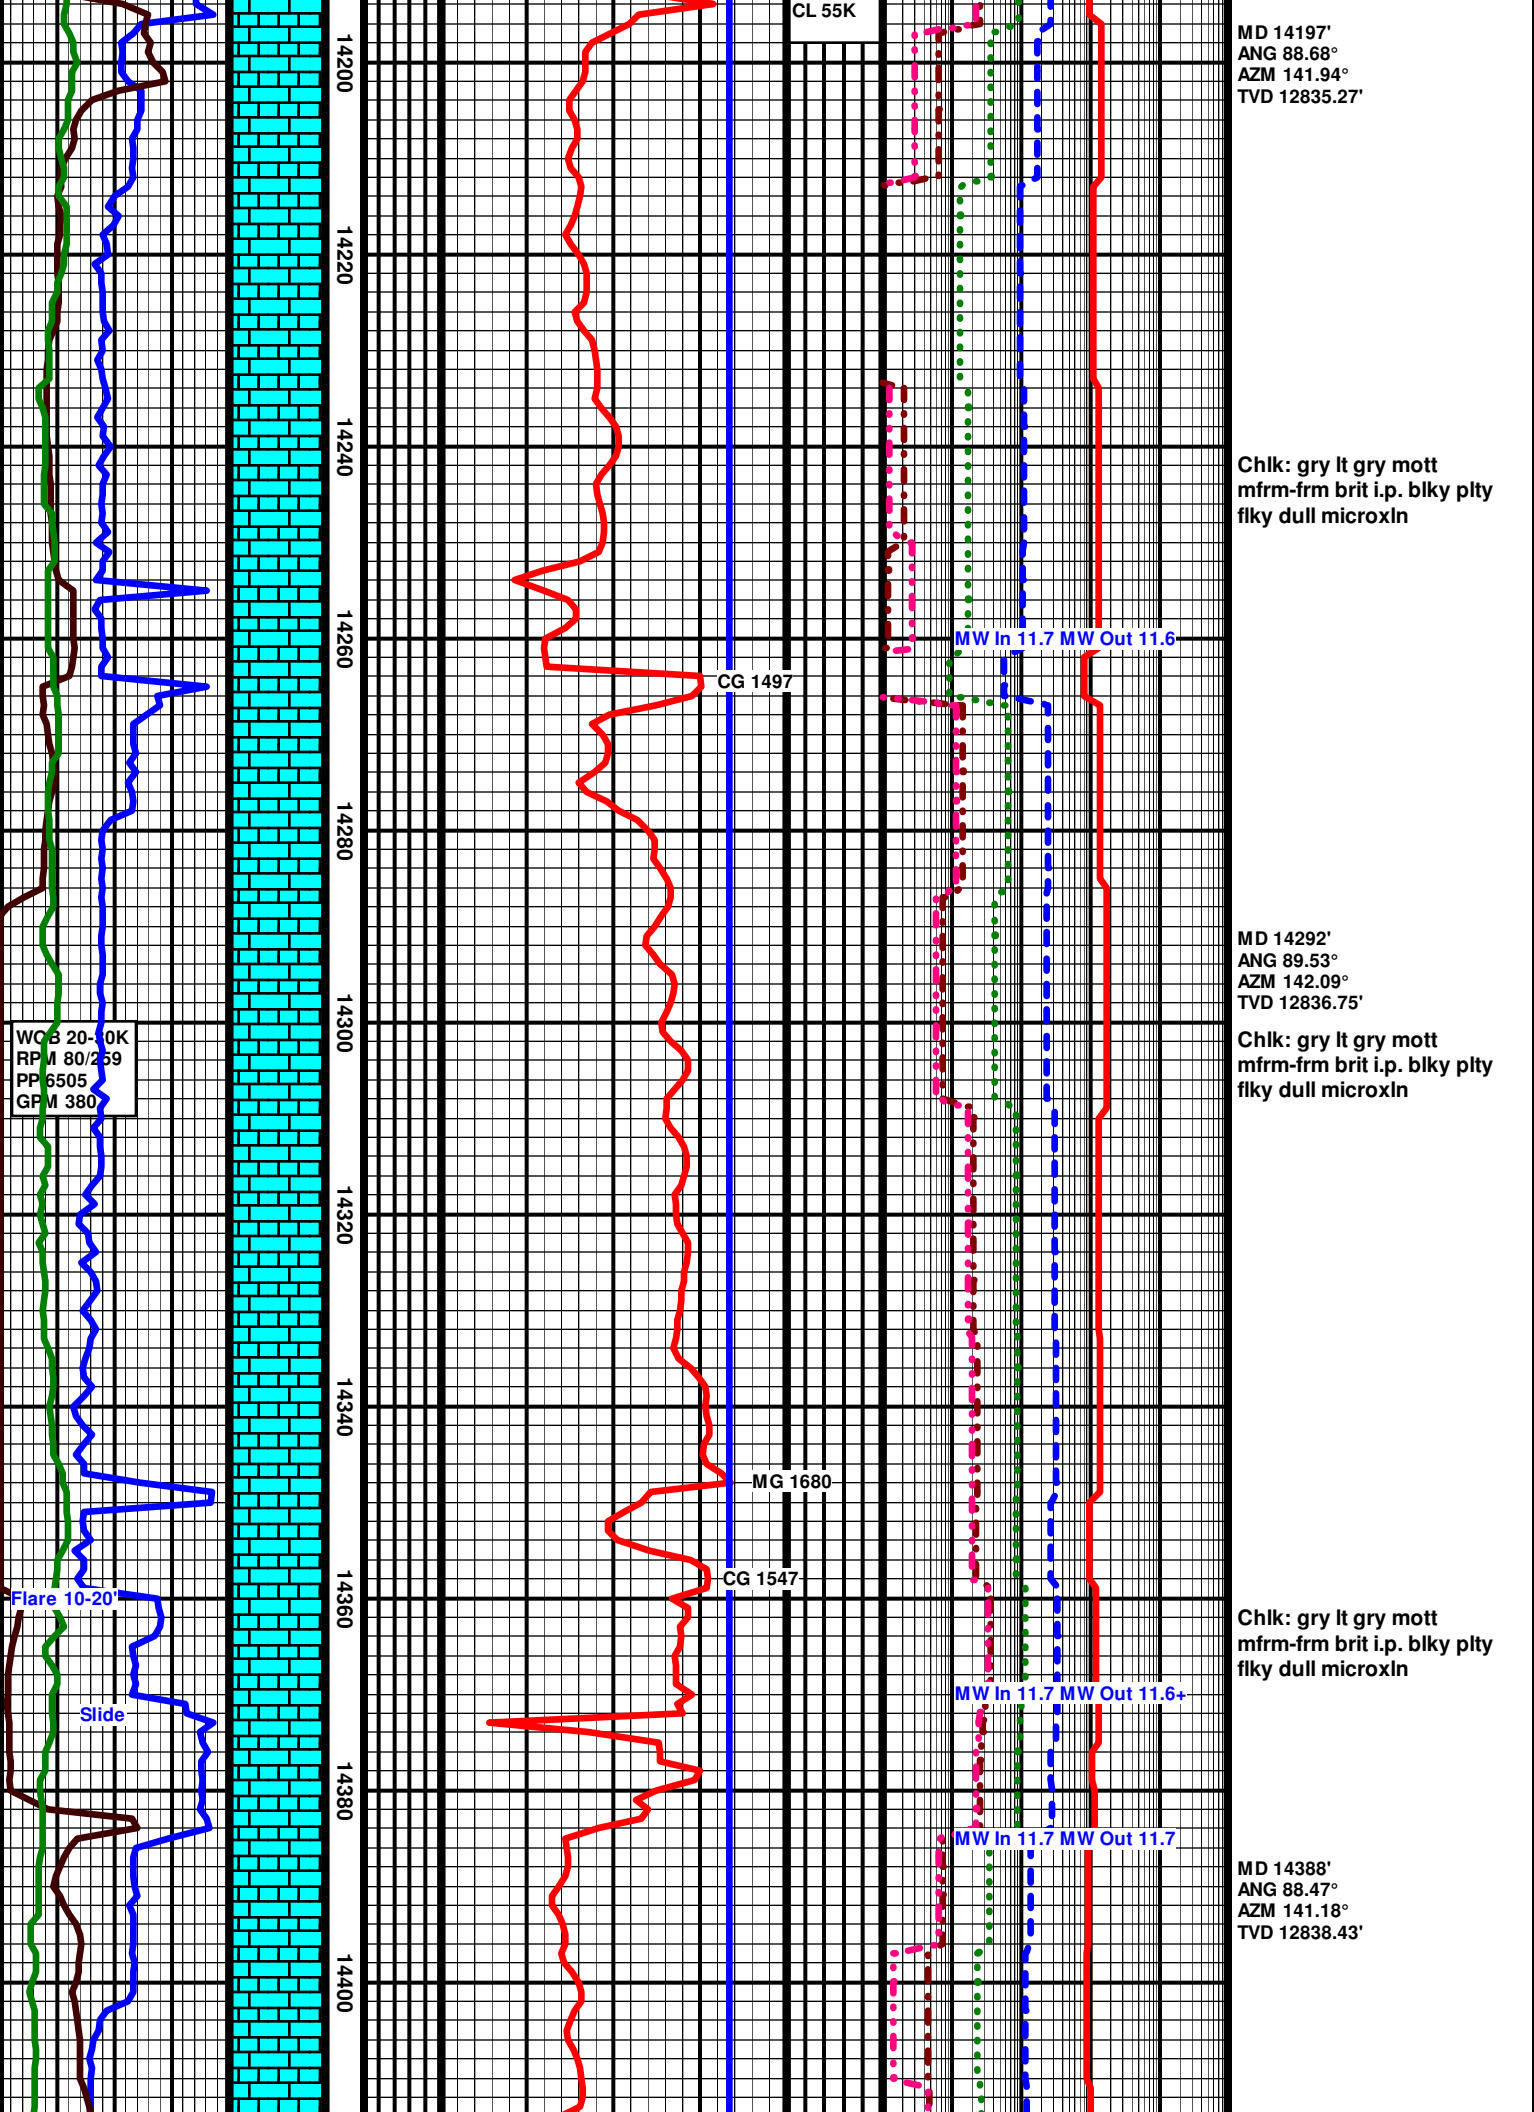 CL 55K
MD 14197'
ANG 88.68°
AZM 141.94°
TVD 12835.27'
14200
14220
14240
Chlk: gry lt gry mott
mfrm-frm brit i.p. blky plty
flky dull microxln
14260
MW In 11.7 MW Out 11.6
CG 1497
14280
MD 14292'
ANG 89.53°
AZM 142.09°
TVD 12836.75'
14300
WOB 20-30K
RPM 80/259
PP 6505
GPM 380
Chlk: gry lt gry mott
mfrm-frm brit i.p. blky plty
flky dull microxln
14320
14340
MG 1680
CG 1547
Flare 10-20'
14360
Chlk: gry lt gry mott
mfrm-frm brit i.p. blky plty
flky dull microxln
MW In 11.7 MW Out 11.6+
Slide
14380
MW In 11.7 MW Out 11.7
MD 14388'
ANG 88.47°
AZM 141.18°
TVD 12838.43'
14400